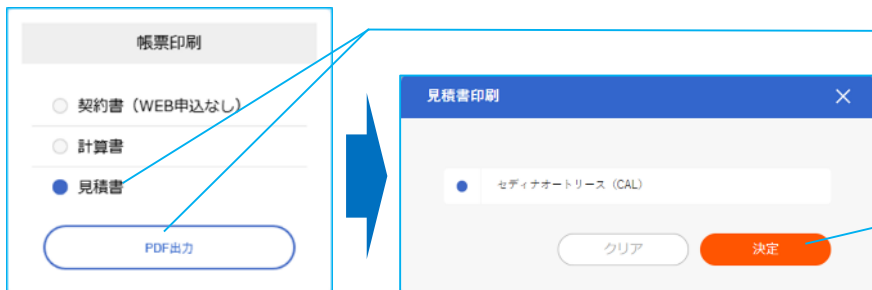 帳票印刷
契約書（WEB申込なし）
計算書
見積書
PDF出力
見積書印刷
セディナオートリース（CAL）
クリア
決定